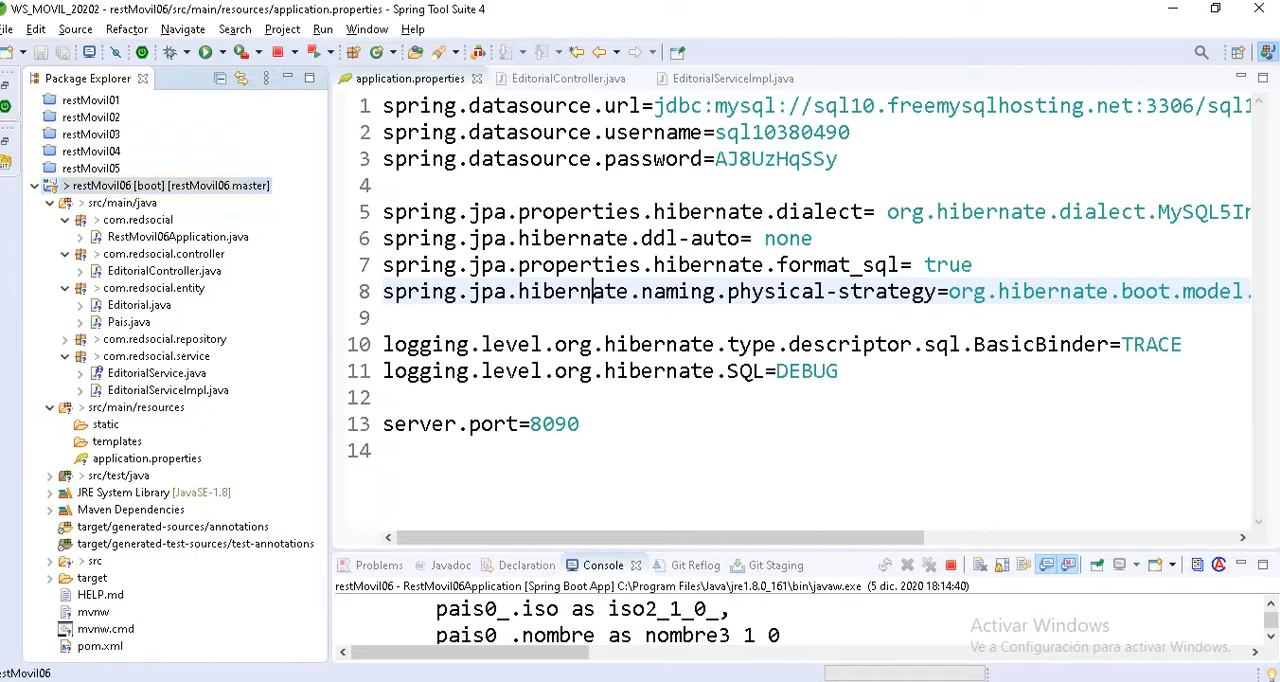 WS_MOVIL_20202 - restMovil06/src/main/resources/application.properties - Spring Tool Suite 4
File Edit Source Refactor Navigate Search Project Run Window Help
Package Explorer
restMovil01
restMovil02
restMovil03
restMovil04
restMovil05
> restMovil06 [boot] [restMovil06 master]
> src/main/java
> com.redsocial
> RestMovil06Application.java
> com.redsocial.controller
> EditorialController.java
> com.redsocial.entity
> Editorial.java
> Pais.java
> com.redsocial.repository
> com.redsocial.service
> EditorialService.java
> EditorialServiceImpl.java
> src/main/resources
static
templates
application.properties
> src/test/java
JRE System Library [JavaSE-1.8]
Maven Dependencies
target/generated-sources/annotations
target/generated-test-sources/test-annotations
> src
> target
HELP.md
mvnw
mvnw.cmd
pom.xml
application.properties EditorialController.java EditorialServiceImpl.java
1 spring.datasource.url=jdbc:mysql://sql10.freemysqlhosting.net:3306/sql1
2 spring.datasource.username=sql10380490
3 spring.datasource.password=AJ8UzHqSSy
4
5 spring.jpa.properties.hibernate.dialect= org.hibernate.dialect.MySQL5In
6 spring.jpa.hibernate.ddl-auto= none
7 spring.jpa.properties.hibernate.format_sql= true
8 spring.jpa.hibernate.naming.physical-strategy=org.hibernate.boot.model.
9
10 logging.level.org.hibernate.type.descriptor.sql.BasicBinder=TRACE
11 logging.level.org.hibernate.SQL=DEBUG
12
13 server.port=8090
14
Problems Javadoc Declaration Console Git Reflog Git Staging
restMovil06 - RestMovil06Application [Spring Boot App] C:\Program Files\Java\jre1.8.0_161\bin\javaw.exe (5 dic. 2020 18:14:40)
pais0_.iso as iso2_1_0_,
pais0_.nombre as nombre3_1_0
Activar Windows
Ve a Configuración para activar Windows.
estMovil06